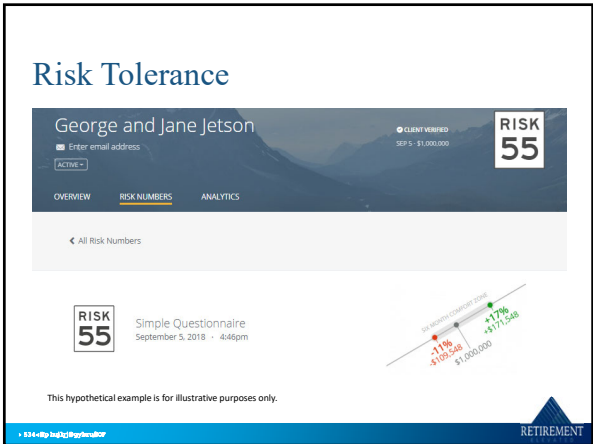 Risk Tolerance
George and Jane Jetson
Enter email address
ACTIVE
OVERVIEW
RISK NUMBERS
ANALYTICS
CLIENT VERIFIED
SEP 5 · $1,000,000
RISK
55
All Risk Numbers
RISK
55
Simple Questionnaire
September 5, 2018 · 4:46pm
SIX MONTH COMFORT ZONE
-11%
-$109,548
$1,000,000
+17%
+$171,548
This hypothetical example is for illustrative purposes only.
RETIREMENT